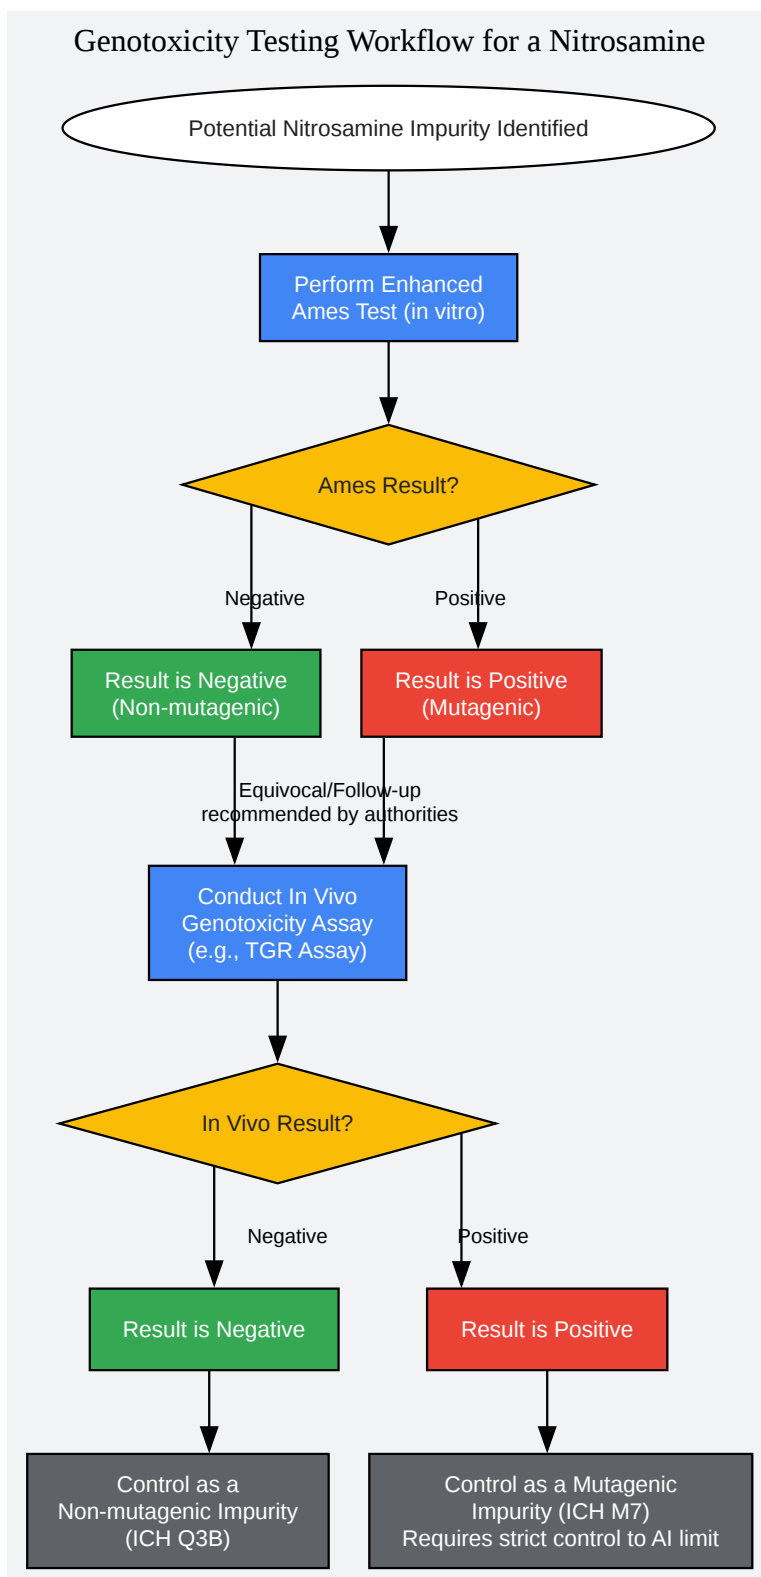 Genotoxicity Testing Workflow for a Nitrosamine
Potential Nitrosamine Impurity Identified
Perform Enhanced
Ames Test (in vitro)
Ames Result?
Negative
Positive
Result is Negative
(Non-mutagenic)
Result is Positive
(Mutagenic)
Equivocal/Follow-up
recommended by authorities
Conduct In Vivo
Genotoxicity Assay
(e.g., TGR Assay)
In Vivo Result?
Negative
Positive
Result is Negative
Result is Positive
Control as a
Non-mutagenic Impurity
(ICH Q3B)
Control as a Mutagenic
Impurity (ICH M7)
Requires strict control to AI limit